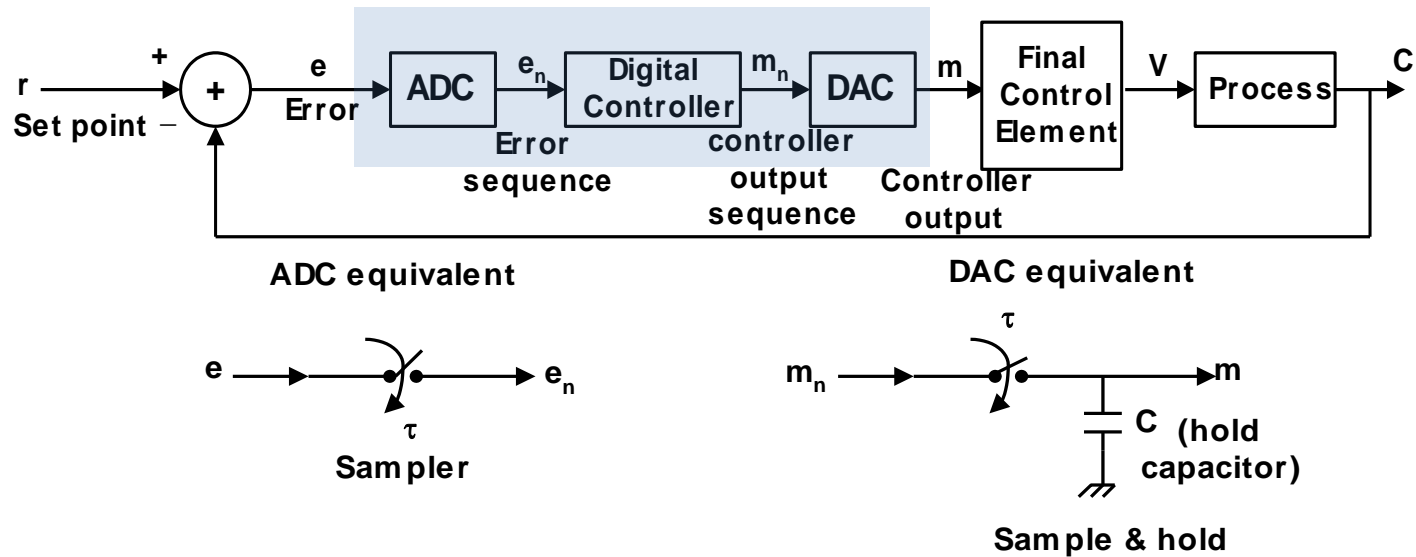 r
Set point
+
−
+
e
Error
ADC
e_n
Error
sequence
Digital
Controller
m_n
controller
output
sequence
DAC
m
Controller
output
Final
Control
Element
V
Process
C
ADC equivalent
e
e_n
τ
Sampler
DAC equivalent
τ
m_n
m
C (hold
capacitor)
Sample & hold